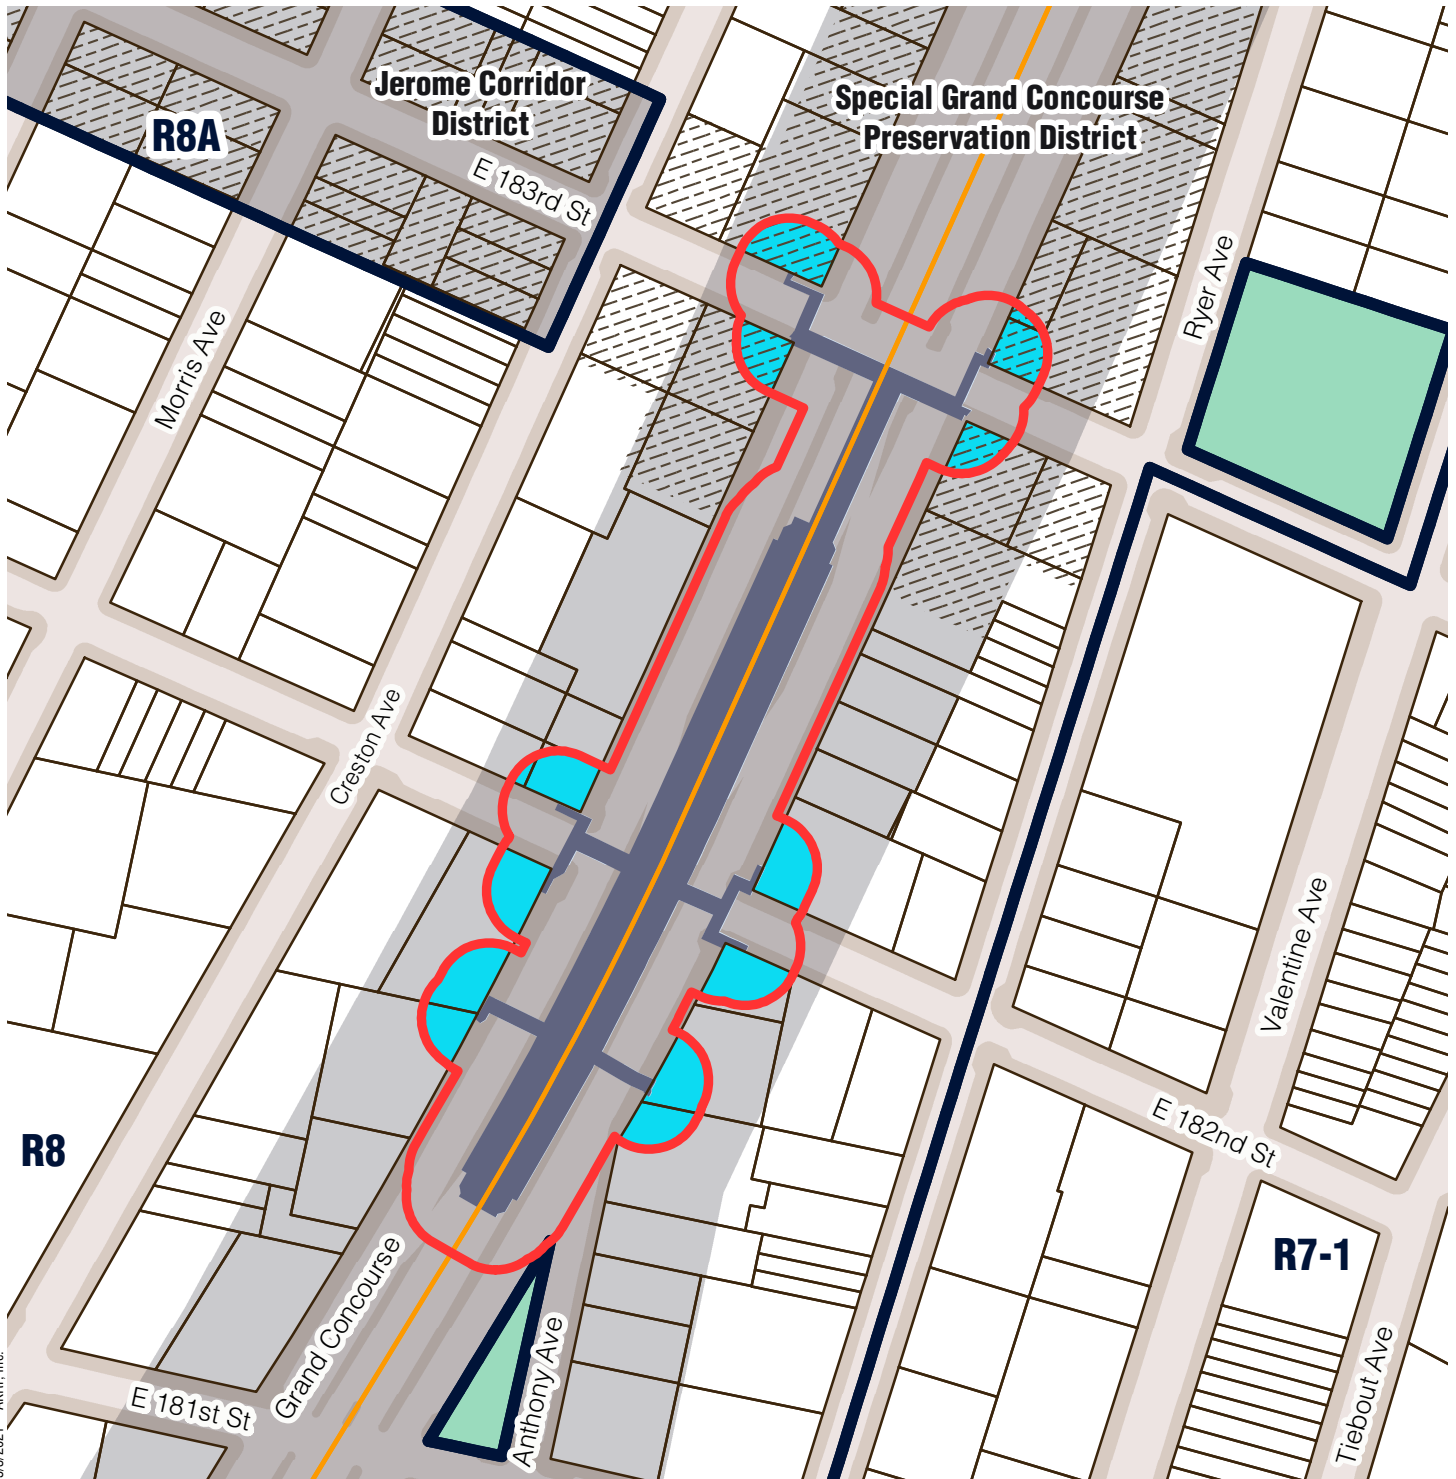 Jerome Corridor
District
Special Grand Concourse
Preservation District
R8A
E 183rd St
Ryer Ave
Morris Ave
Creston Ave
Valentine Ave
E 182nd St
R8
R7-1
Grand Concourse
Anthony Ave
Tiebout Ave
E 181st St